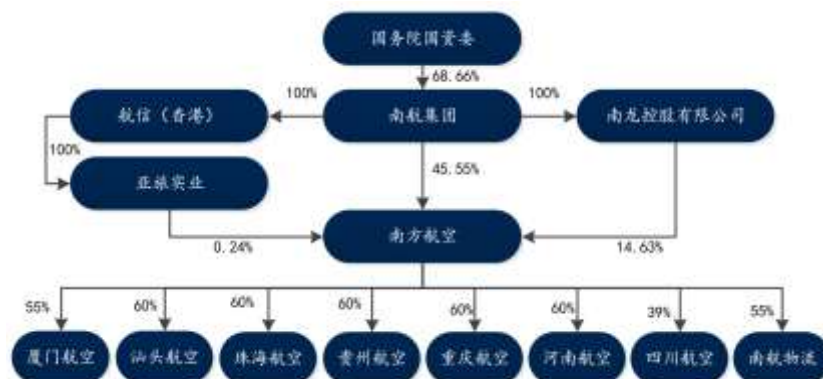 国务院国资委
68.66%
100%
100%
航信（香港）
南航集团
南龙控股有限公司
100%
45.55%
亚旅实业
南方航空
0.24%
14.63%
55%
60%
60%
60%
60%
60%
39%
55%
厦门航空
汕头航空
珠海航空
贵州航空
重庆航空
河南航空
四川航空
南航物流